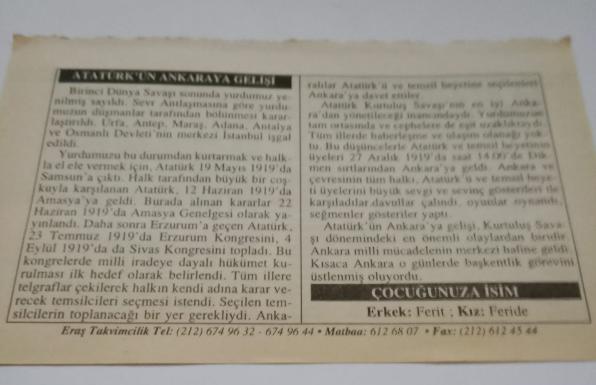 ATATÜRK'ÜN ANKARAYA GELİŞİ
Birinci Dünya Savaşı sonunda yurdumuz ye-
nilmiş sayıldı. Sevr Antlaşmasına göre yurdu-
muzun düşmanlar tarafından bölünmesi karar-
laştırıldı. Urfa, Antep, Maraş, Adana, Antalya
ve Osmanlı Devleti'nin merkezi İstanbul işgal
edildi.
Yurdumuzu bu durumdan kurtarmak ve halk-
la el ele vermek için, Atatürk 19 Mayıs 1919'da
Samsun'a çıktı. Halk tarafından büyük bir coş-
kuyla karşılanan Atatürk, 12 Haziran 1919'da
Amasya'ya geldi. Burada alınan kararlar 22
Haziran 1919'da Amasya Genelgesi olarak ya-
yınlandı. Daha sonra Erzurum'a geçen Atatürk,
23 Temmuz 1919'da Erzurum Kongresini, 4
Eylül 1919'da da Sivas Kongresini topladı. Bu
kongrelerde milli iradeye dayalı hükümet ku-
rulması ilk hedef olarak belirlendi. Tüm illere
telgraflar çekilerek halkın kendi adına karar ve-
recek temsilcileri seçmesi istendi. Seçilen tem-
silcilerin toplanacağı bir yer gerekliydi. Anka-
ralılar Atatürk'ü ve temsil heyetine seçilenleri
Ankara'ya davet ettiler.
Atatürk Kurtuluş Savaşı'nın en iyi Anka-
ra'dan yönetileceği inancındaydı. Yurdumuzun
tam ortasında ve cephelere de eşit uzaklıktaydı.
Tüm illerde haberleşme ve ulaşım olanağı yok-
tu. Bu düşüncelerle Atatürk ve temsil heyetinin
üyeleri 27 Aralık 1919'da saat 14.00'de Dik-
men sırtlarından Ankara'ya geldi. Ankara ve
çevresinin tüm halkı, Atatürk'ü ve temsil heye-
ti üyelerini büyük sevgi ve sevinç gösterileri ile
karşıladılar.davullar çalındı, oyunlar oynandı,
seğmenler gösteriler yaptı.
Atatürk'ün Ankara'ya gelişi, Kurtuluş Sava-
şı dönemindeki en önemli olaylardan biridir.
Ankara milli mücadelenin merkezi haline geldi.
Kısaca Ankara o günlerde başkentlik görevini
üstlenmiş oluyordu.
ÇOCUĞUNUZA İSİM
Erkek: Ferit ; Kız: Feride
Eraş Takvimcilik Tel: (212) 674 96 32 - 674 96 44 • Matbaa: 612 68 07 • Fax: (212) 612 45 44